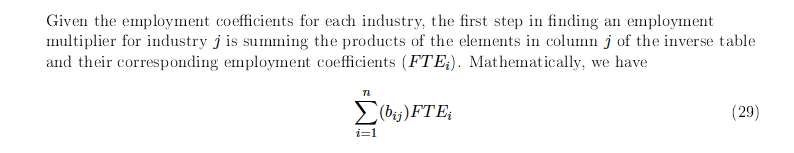 Given the employment coefficients for each industry, the first step in finding an employment
multiplier for industry j is summing the products of the elements in column j of the inverse table
and their corresponding employment coefficients (FTE_i). Mathematically, we have
\sum_{i=1}^{n}(b_{ij})FTE_i (29)